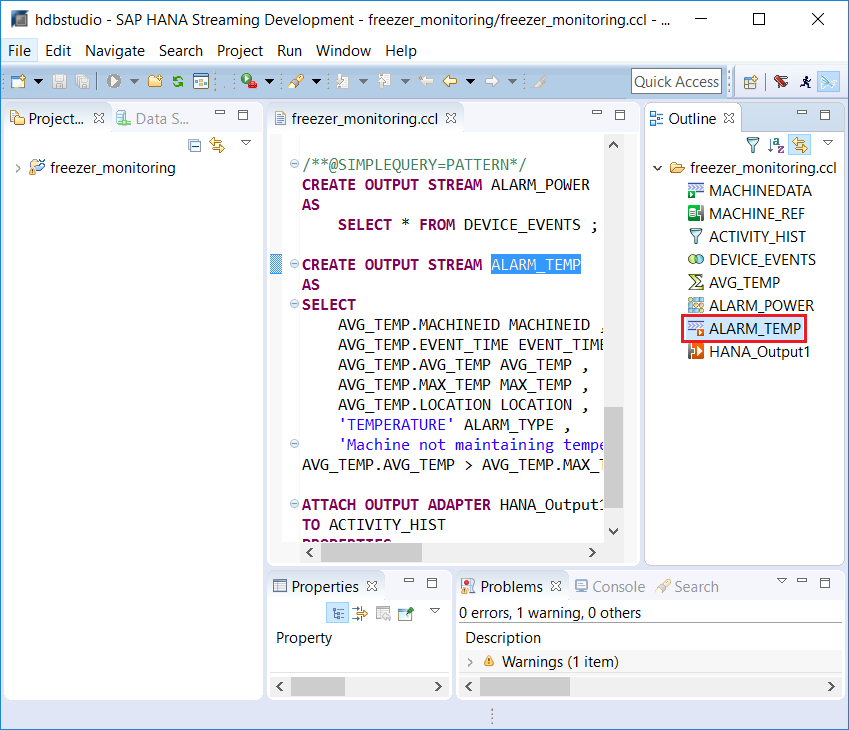 hdbstudio - SAP HANA Streaming Development - freezer_monitoring/freezer_monitoring.ccl - ...
File Edit Navigate Search Project Run Window Help
Quick Access
Project...
Data S...
freezer_monitoring
freezer_monitoring.ccl
/**@SIMPLEQUERY=PATTERN*/
CREATE OUTPUT STREAM ALARM_POWER
AS
SELECT * FROM DEVICE_EVENTS ;
CREATE OUTPUT STREAM ALARM_TEMP
AS
SELECT
AVG_TEMP.MACHINEID MACHINEID ,
AVG_TEMP.EVENT_TIME EVENT_TIME
AVG_TEMP.AVG_TEMP AVG_TEMP ,
AVG_TEMP.MAX_TEMP MAX_TEMP ,
AVG_TEMP.LOCATION LOCATION ,
'TEMPERATURE' ALARM_TYPE ,
'Machine not maintaining tempe
AVG_TEMP.AVG_TEMP > AVG_TEMP.MAX_T
ATTACH OUTPUT ADAPTER HANA_Output1
TO ACTIVITY_HIST
PROPERTIES
Outline
freezer_monitoring.ccl
MACHINEDATA
MACHINE_REF
ACTIVITY_HIST
DEVICE_EVENTS
AVG_TEMP
ALARM_POWER
ALARM_TEMP
HANA_Output1
Properties
Property
Problems
Console
Search
0 errors, 1 warning, 0 others
Description
Warnings (1 item)